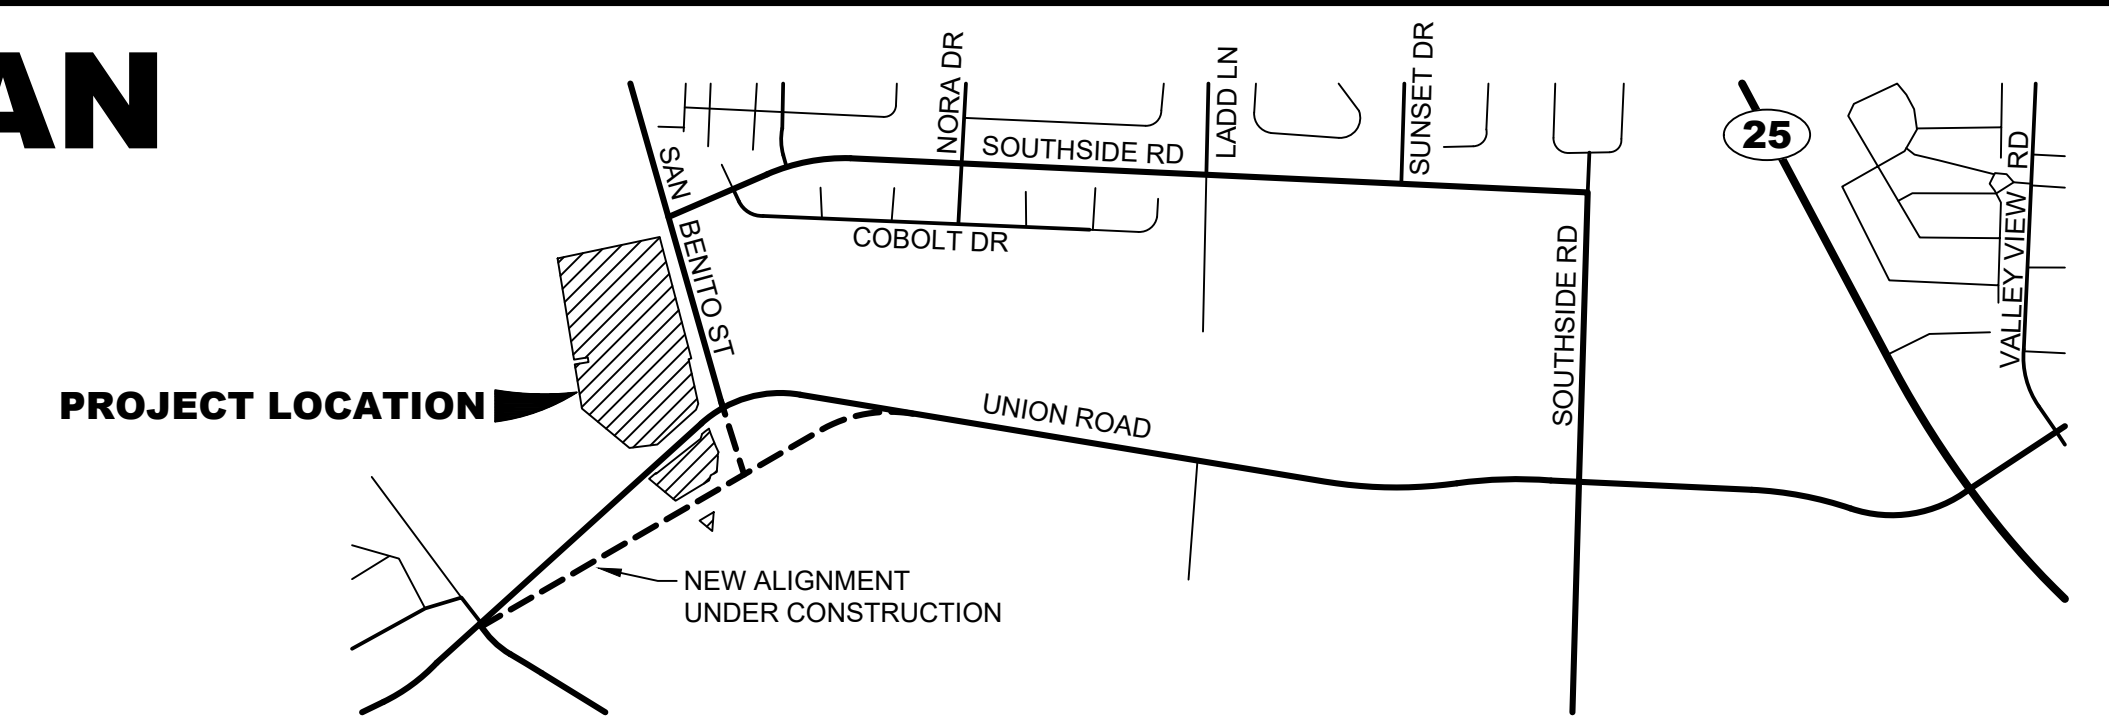 AN
NORA DR
LADD LN
SUNSET DR
SOUTHSIDE RD
25
SAN BENITO ST
COBOLT DR
SOUTHSIDE RD
VALLEY VIEW RD
PROJECT LOCATION
UNION ROAD
NEW ALIGNMENT
UNDER CONSTRUCTION